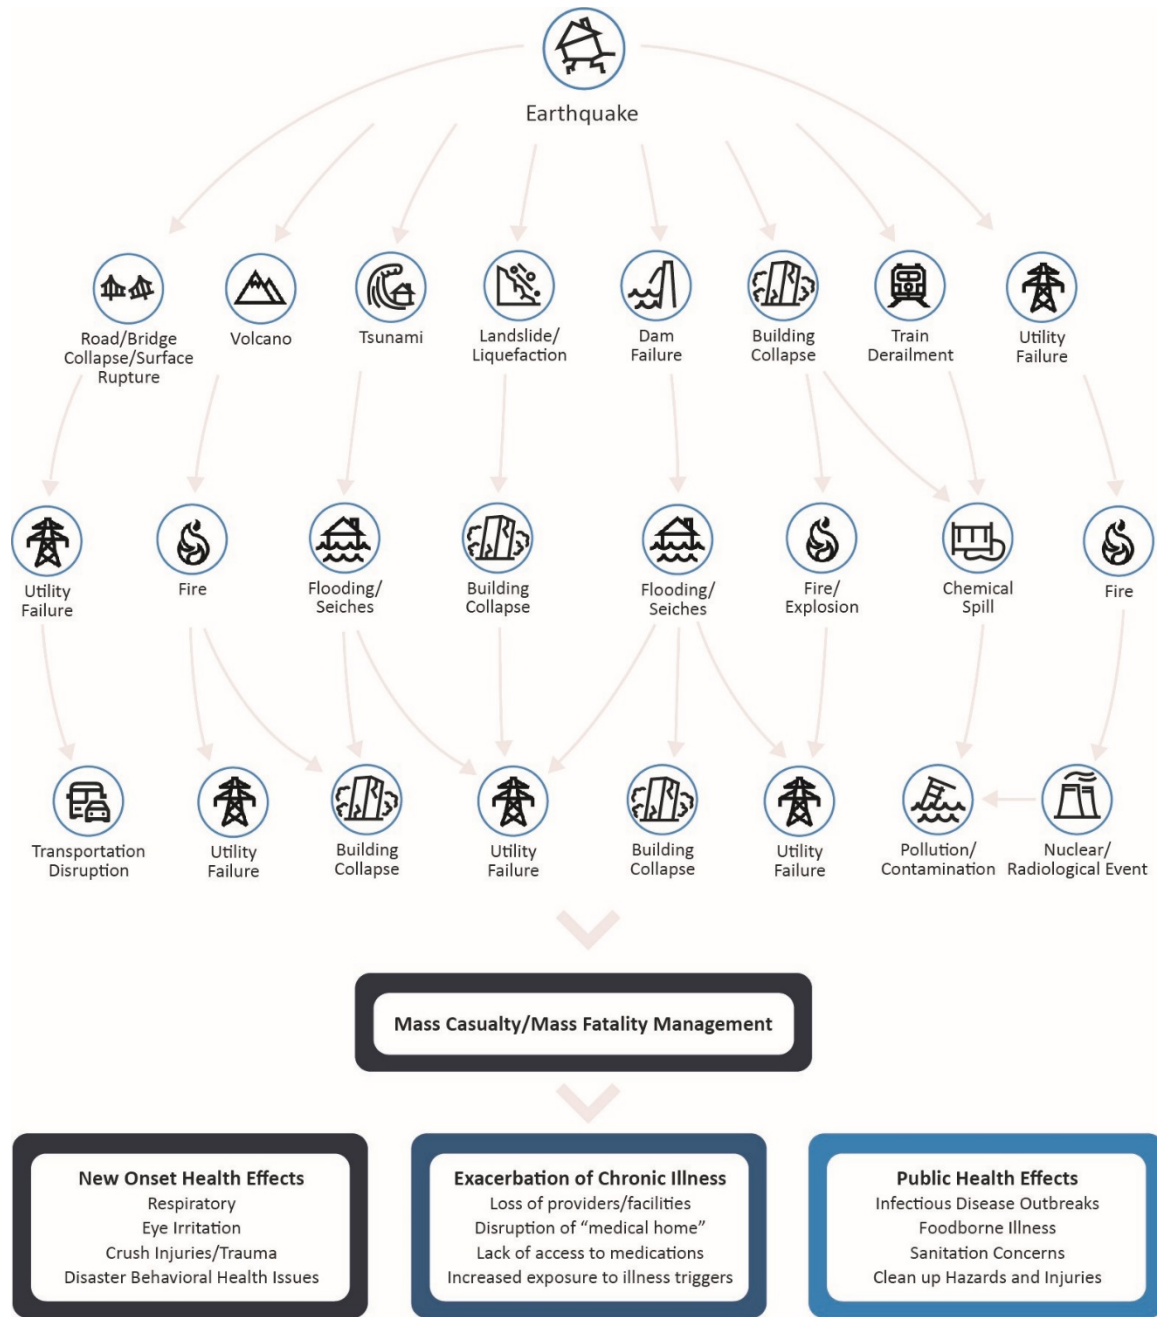 Earthquake
Road/Bridge
Collapse/Surface
Rupture
Volcano
Tsunami
Landslide/
Liquefaction
Dam
Failure
Building
Collapse
Train
Derailment
Utility
Failure
Utility
Failure
Fire
Flooding/
Seiches
Building
Collapse
Flooding/
Seiches
Fire/
Explosion
Chemical
Spill
Fire
Transportation
Disruption
Utility
Failure
Building
Collapse
Utility
Failure
Building
Collapse
Utility
Failure
Pollution/
Contamination
Nuclear/
Radiological Event
Mass Casualty/Mass Fatality Management
New Onset Health Effects
Respiratory
Eye Irritation
Crush Injuries/Trauma
Disaster Behavioral Health Issues
Exacerbation of Chronic Illness
Loss of providers/facilities
Disruption of “medical home”
Lack of access to medications
Increased exposure to illness triggers
Public Health Effects
Infectious Disease Outbreaks
Foodborne Illness
Sanitation Concerns
Clean up Hazards and Injuries